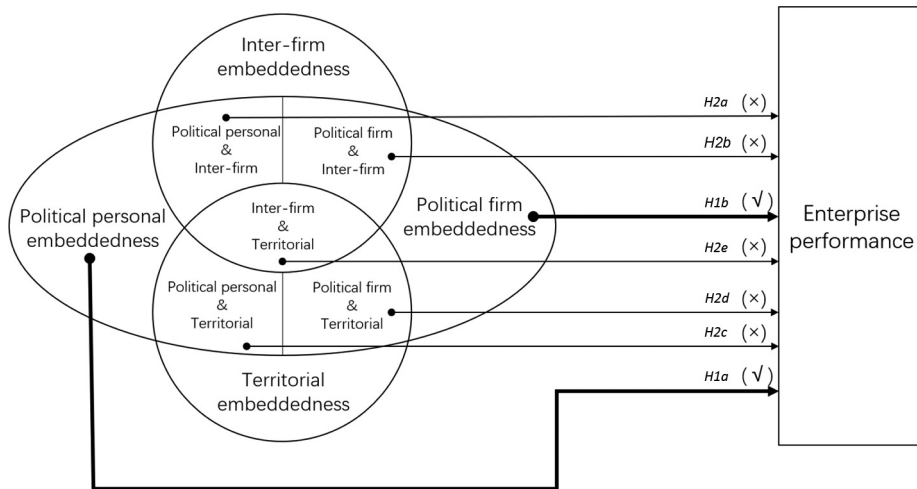 Inter-firm
embeddedness
Political personal
&
Inter-firm
Political firm
&
Inter-firm
Political personal
embeddedness
Inter-firm
&
Territorial
Political firm
embeddedness
Political personal
&
Territorial
Political firm
&
Territorial
Territorial
embeddedness
H2a (×)
H2b (×)
H1b (√)
H2e (×)
H2d (×)
H2c (×)
H1a (√)
Enterprise
performance